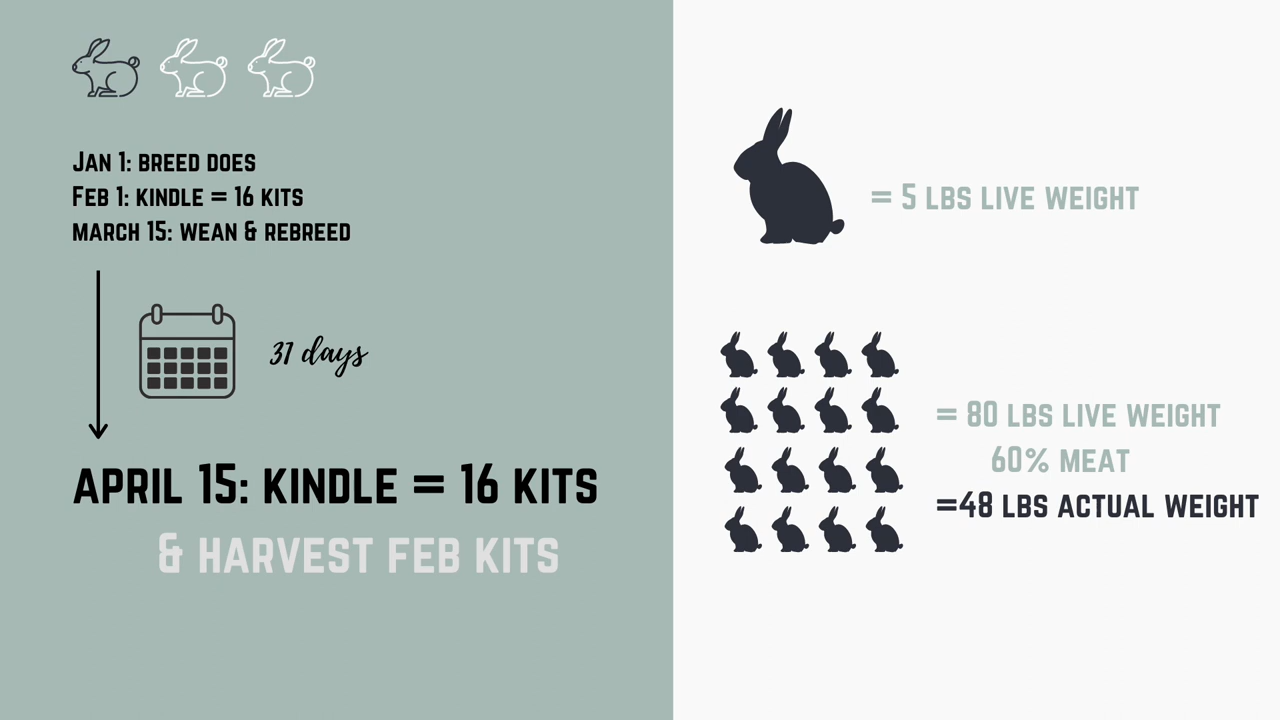 Jan 1: breed does
Feb 1: kindle = 16 kits
march 15: wean & rebreed
31 days
april 15: kindle = 16 kits
& harvest feb kits
= 5 lbs live weight
= 80 lbs live weight
60% meat
=48 lbs actual weight